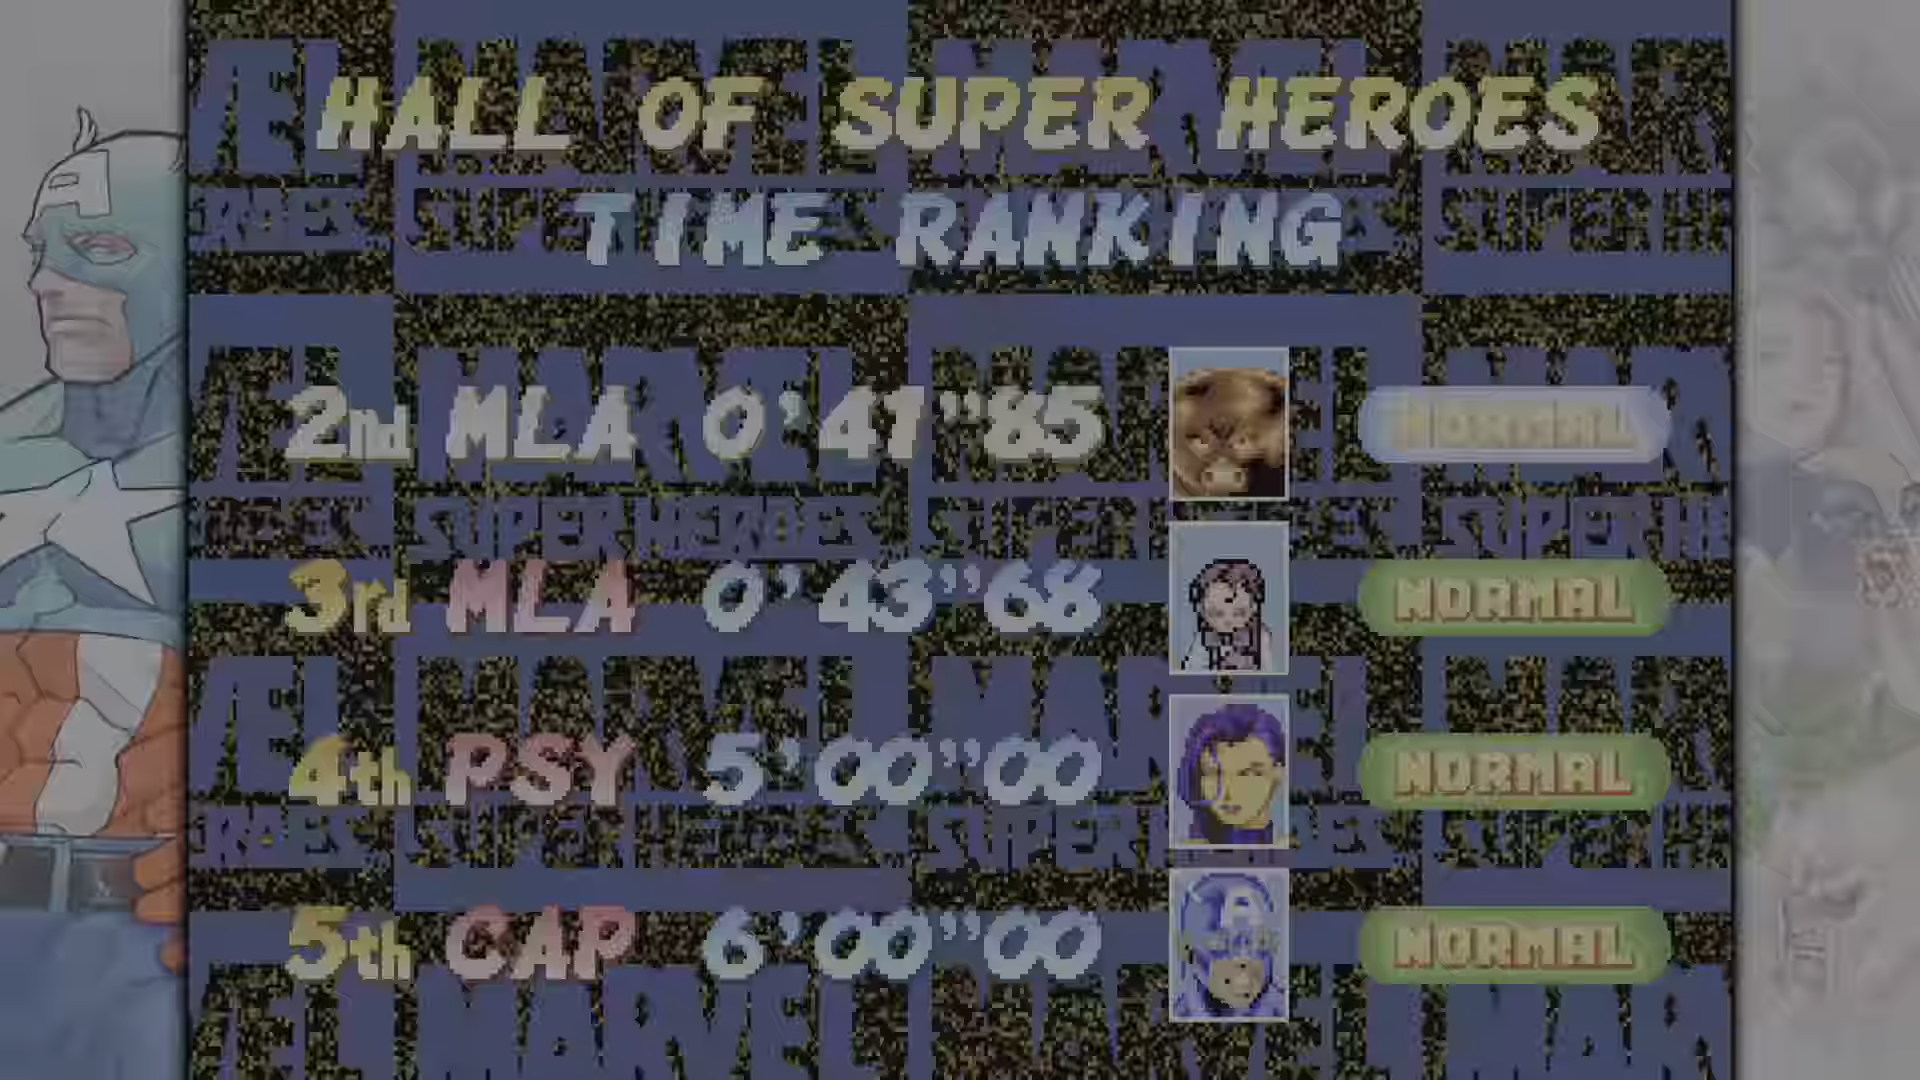 HALL OF SUPER HEROES
TIME RANKING
2nd MLA 0'41"85 NORMAL
3rd MLA 0'43"68 NORMAL
4th PSY 5'00"00 NORMAL
5th CAP 6'00"00 NORMAL